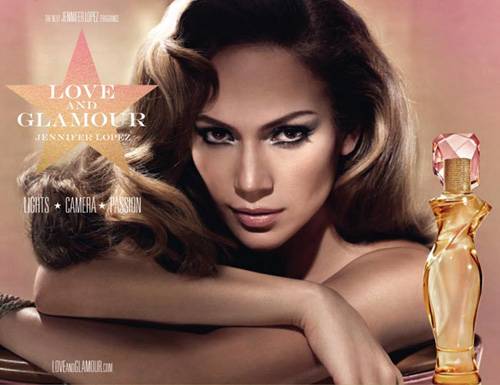 THE NEW JENNIFER LOPEZ FRAGRANCE
LOVE
AND
GLAMOUR
JENNIFER LOPEZ
LIGHTS ★ CAMERA ★ PASSION
LOVEANDGLAMOUR.COM